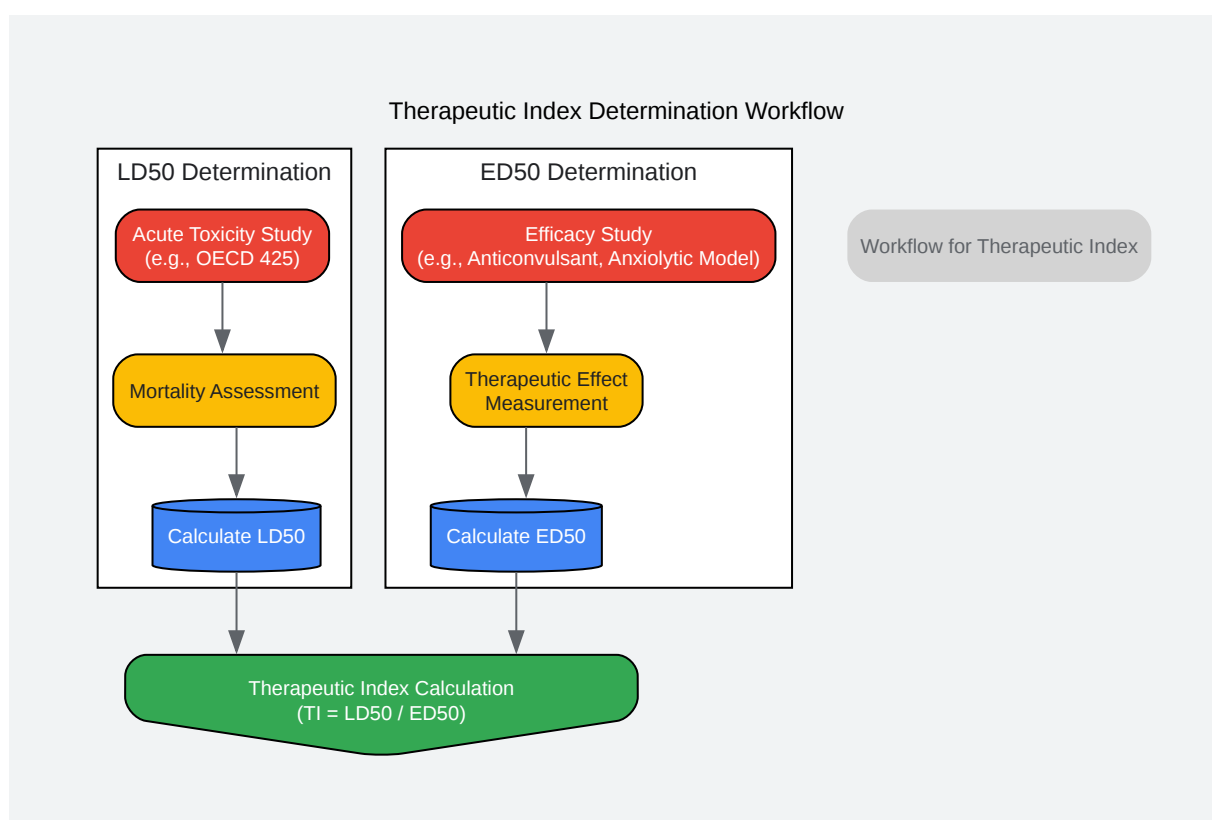 Therapeutic Index Determination Workflow
LD50 Determination
Acute Toxicity Study
(e.g., OECD 425)
Mortality Assessment
Calculate LD50
ED50 Determination
Efficacy Study
(e.g., Anticonvulsant, Anxiolytic Model)
Therapeutic Effect
Measurement
Calculate ED50
Workflow for Therapeutic Index
Therapeutic Index Calculation
(TI = LD50 / ED50)